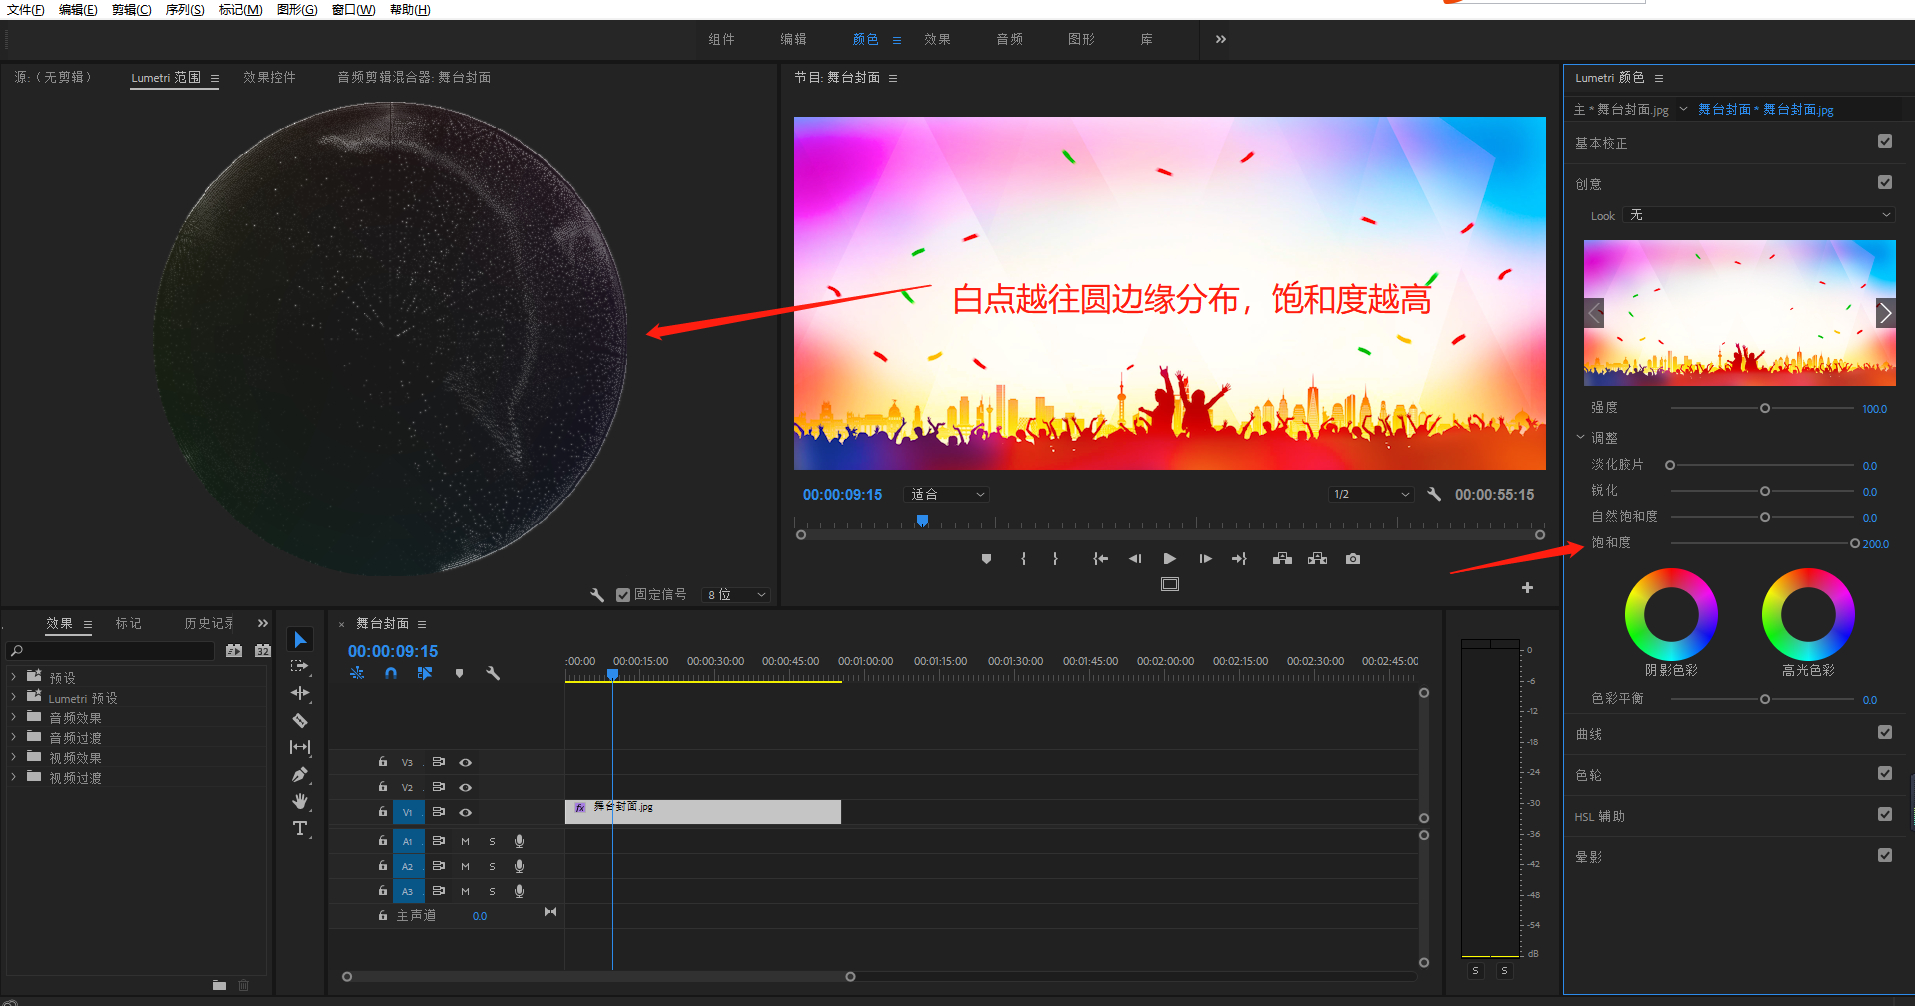 文件(F) 编辑(E) 剪辑(C) 序列(S) 标记(M) 图形(G) 窗口(W) 帮助(H)
组件 编辑 颜色 效果 音频 图形 库
源:（无剪辑） Lumetri 范围 效果控件 音频剪辑混合器: 舞台封面
节目: 舞台封面
Lumetri 颜色
主 * 舞台封面.jpg 舞台封面 * 舞台封面.jpg
基本校正
创意
Look 无
白点越往圆边缘分布，饱和度越高
强度 100.0
调整
淡化胶片 0.0
锐化 0.0
自然饱和度 0.0
饱和度 200.0
阴影色彩 高光色彩
色彩平衡 0.0
曲线
色轮
HSL 辅助
晕影
00:00:09:15 适合 1/2 00:00:55:15
固定信号 8 位
效果 标记 历史记录
32
预设
Lumetri 预设
音频效果
音频过渡
视频效果
视频过渡
× 舞台封面
00:00:09:15
:00:00 00:00:15:00 00:00:30:00 00:00:45:00 00:01:00:00 00:01:15:00 00:01:30:00 00:01:45:00 00:02:00:00 00:02:15:00 00:02:30:00 00:02:45:00
V3
V2
V1 fx 舞台封面.jpg
A1 M S
A2 M S
A3 M S
主声道 0.0
0
-6
-12
-18
-24
-30
-36
-42
-48
-54
dB
S S